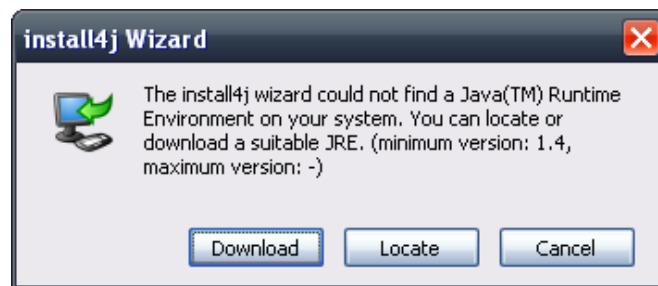 install4j Wizard
The install4j wizard could not find a Java(TM) Runtime
Environment on your system. You can locate or
download a suitable JRE. (minimum version: 1.4,
maximum version: -)
Download Locate Cancel